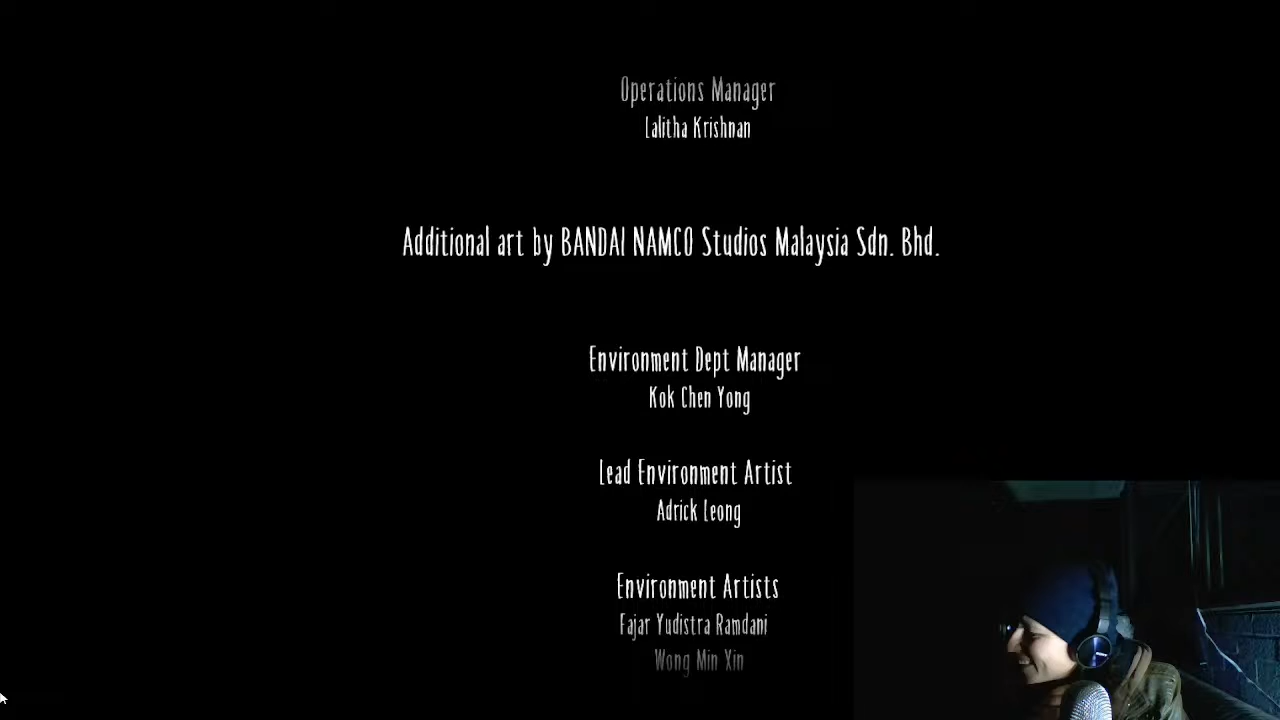 Operations Manager
Lalitha Krishnan
Additional art by BANDAI NAMCO Studios Malaysia Sdn. Bhd.
Environment Dept Manager
Kok Chen Yong
Lead Environment Artist
Adrick Leong
Environment Artists
Fajar Yudistra Ramdani
Wong Min Xin